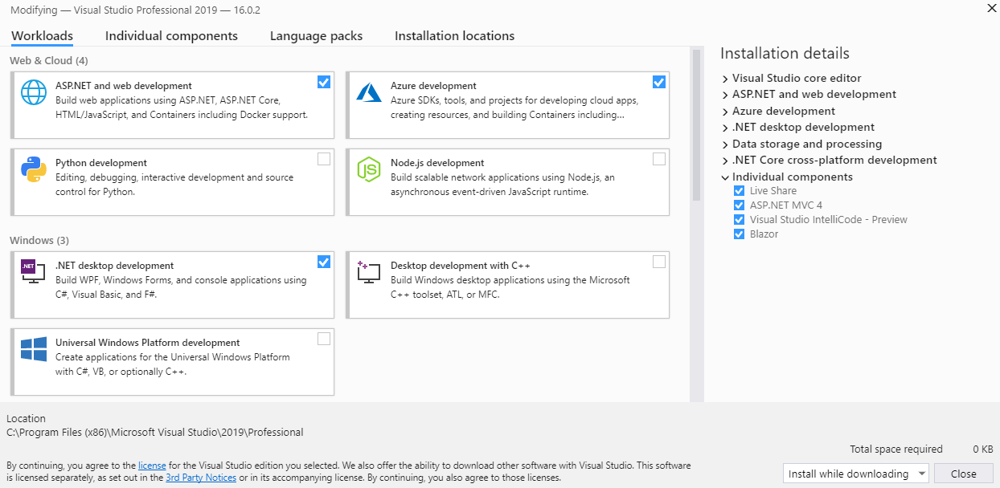 Modifying — Visual Studio Professional 2019 — 16.0.2
Workloads
Individual components
Language packs
Installation locations
Web & Cloud (4)
ASP.NET and web development
Build web applications using ASP.NET, ASP.NET Core,
HTML/JavaScript, and Containers including Docker support.
Azure development
Azure SDKs, tools, and projects for developing cloud apps,
creating resources, and building Containers including...
Python development
Editing, debugging, interactive development and source
control for Python.
JS
Node.js development
Build scalable network applications using Node.js, an
asynchronous event-driven JavaScript runtime.
Windows (3)
.NET
.NET desktop development
Build WPF, Windows Forms, and console applications using
C#, Visual Basic, and F#.
Desktop development with C++
Build Windows desktop applications using the Microsoft
C++ toolset, ATL, or MFC.
Universal Windows Platform development
Create applications for the Universal Windows Platform
with C#, VB, or optionally C++.
Installation details
Visual Studio core editor
ASP.NET and web development
Azure development
.NET desktop development
Data storage and processing
.NET Core cross-platform development
Individual components
Live Share
ASP.NET MVC 4
Visual Studio IntelliCode - Preview
Blazor
Location
C:\Program Files (x86)\Microsoft Visual Studio\2019\Professional
Total space required 0 KB
By continuing, you agree to the license for the Visual Studio edition you selected. We also offer the ability to download other software with Visual Studio. This software
is licensed separately, as set out in the 3rd Party Notices or in its accompanying license. By continuing, you also agree to those licenses.
Install while downloading
Close